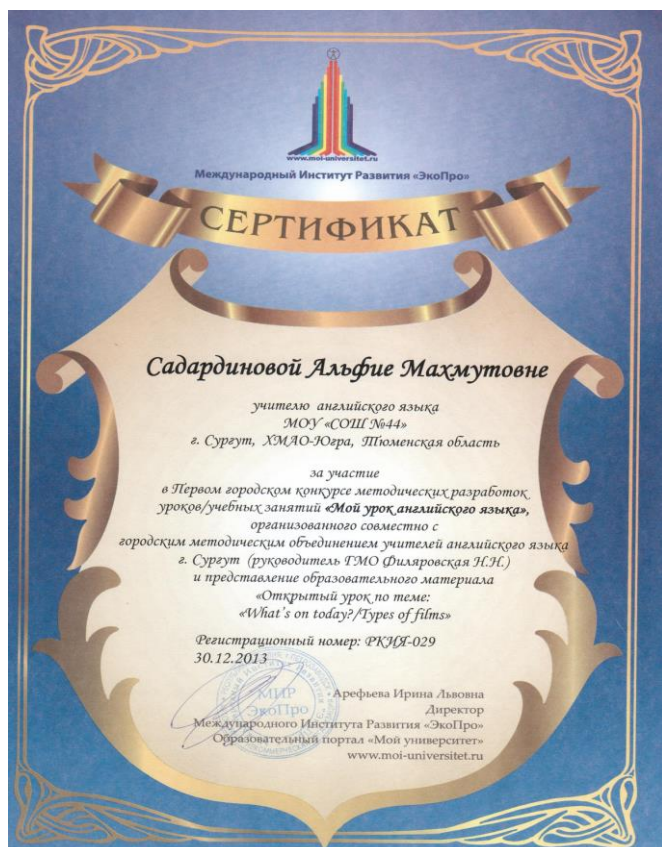 www.moi-universitet.ru
Международный Институт Развития «ЭкоПро»
СЕРТИФИКАТ
Садардиновой Альфие Махмутовне
учителю английского языка
МОУ «СОШ №44»
г. Сургут, ХМАО-Югра, Тюменская область
за участие
в Первом городском конкурсе методических разработок
уроков/учебных занятий «Мой урок английского языка»,
организованного совместно с
городским методическим объединением учителей английского языка
г. Сургут (руководитель ГМО Филяровская Н.Н.)
и представление образовательного материала
«Открытый урок по теме:
«What's on today?/Types of films»
Регистрационный номер: РКИЯ-029
30.12.2013
МИР
ЭкоПро
Арефьева Ирина Львовна
Директор
Международного Института Развития «ЭкоПро»
Образовательный портал «Мой университет»
www.moi-universitet.ru